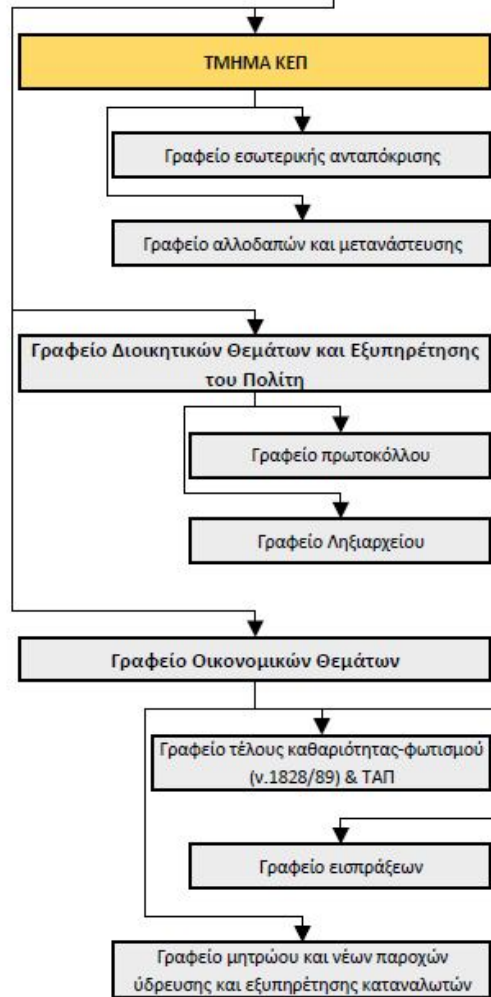 ΤΜΗΜΑ ΚΕΠ
Γραφείο εσωτερικής ανταπόκρισης
Γραφείο αλλοδαπών και μετανάστευσης
Γραφείο Διοικητικών Θεμάτων και Εξυπηρέτησης
του Πολίτη
Γραφείο πρωτοκόλλου
Γραφείο Ληξιαρχείου
Γραφείο Οικονομικών Θεμάτων
Γραφείο τέλους καθαριότητας-φωτισμού
(ν.1828/89) & ΤΑΠ
Γραφείο εισπράξεων
Γραφείο μητρώου και νέων παροχών
ύδρευσης και εξυπηρέτησης καταναλωτών